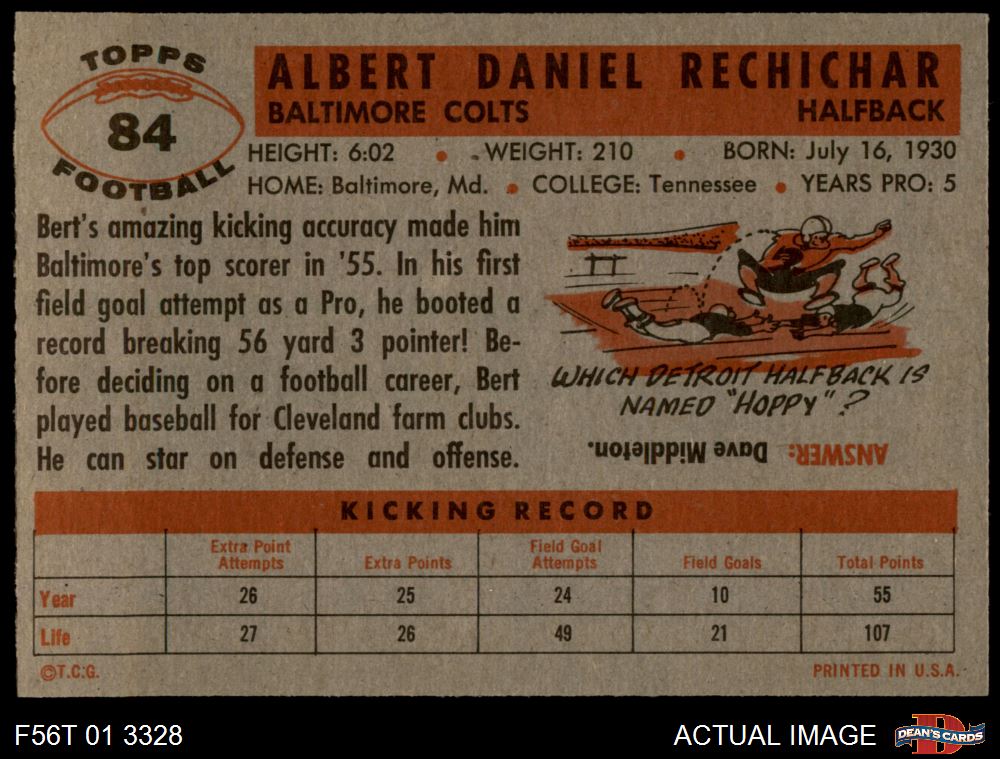 TOPPS
84
FOOTBALL
ALBERT DANIEL RECHICHAR
BALTIMORE COLTS HALFBACK
HEIGHT: 6:02 • WEIGHT: 210 • BORN: July 16, 1930
HOME: Baltimore, Md. • COLLEGE: Tennessee • YEARS PRO: 5
Bert's amazing kicking accuracy made him
Baltimore's top scorer in '55. In his first
field goal attempt as a Pro, he booted a
record breaking 56 yard 3 pointer! Be-
fore deciding on a football career, Bert
played baseball for Cleveland farm clubs.
He can star on defense and offense.
WHICH DETROIT HALFBACK IS
NAMED "HOPPY"?
ANSWER: Dave Middleton.
KICKING RECORD
Extra Point Attempts Extra Points Field Goal Attempts Field Goals Total Points
Year 26 25 24 10 55
Life 27 26 49 21 107
©T.C.G. PRINTED IN U.S.A.
F56T 01 3328 ACTUAL IMAGE D DEAN'S CARDS